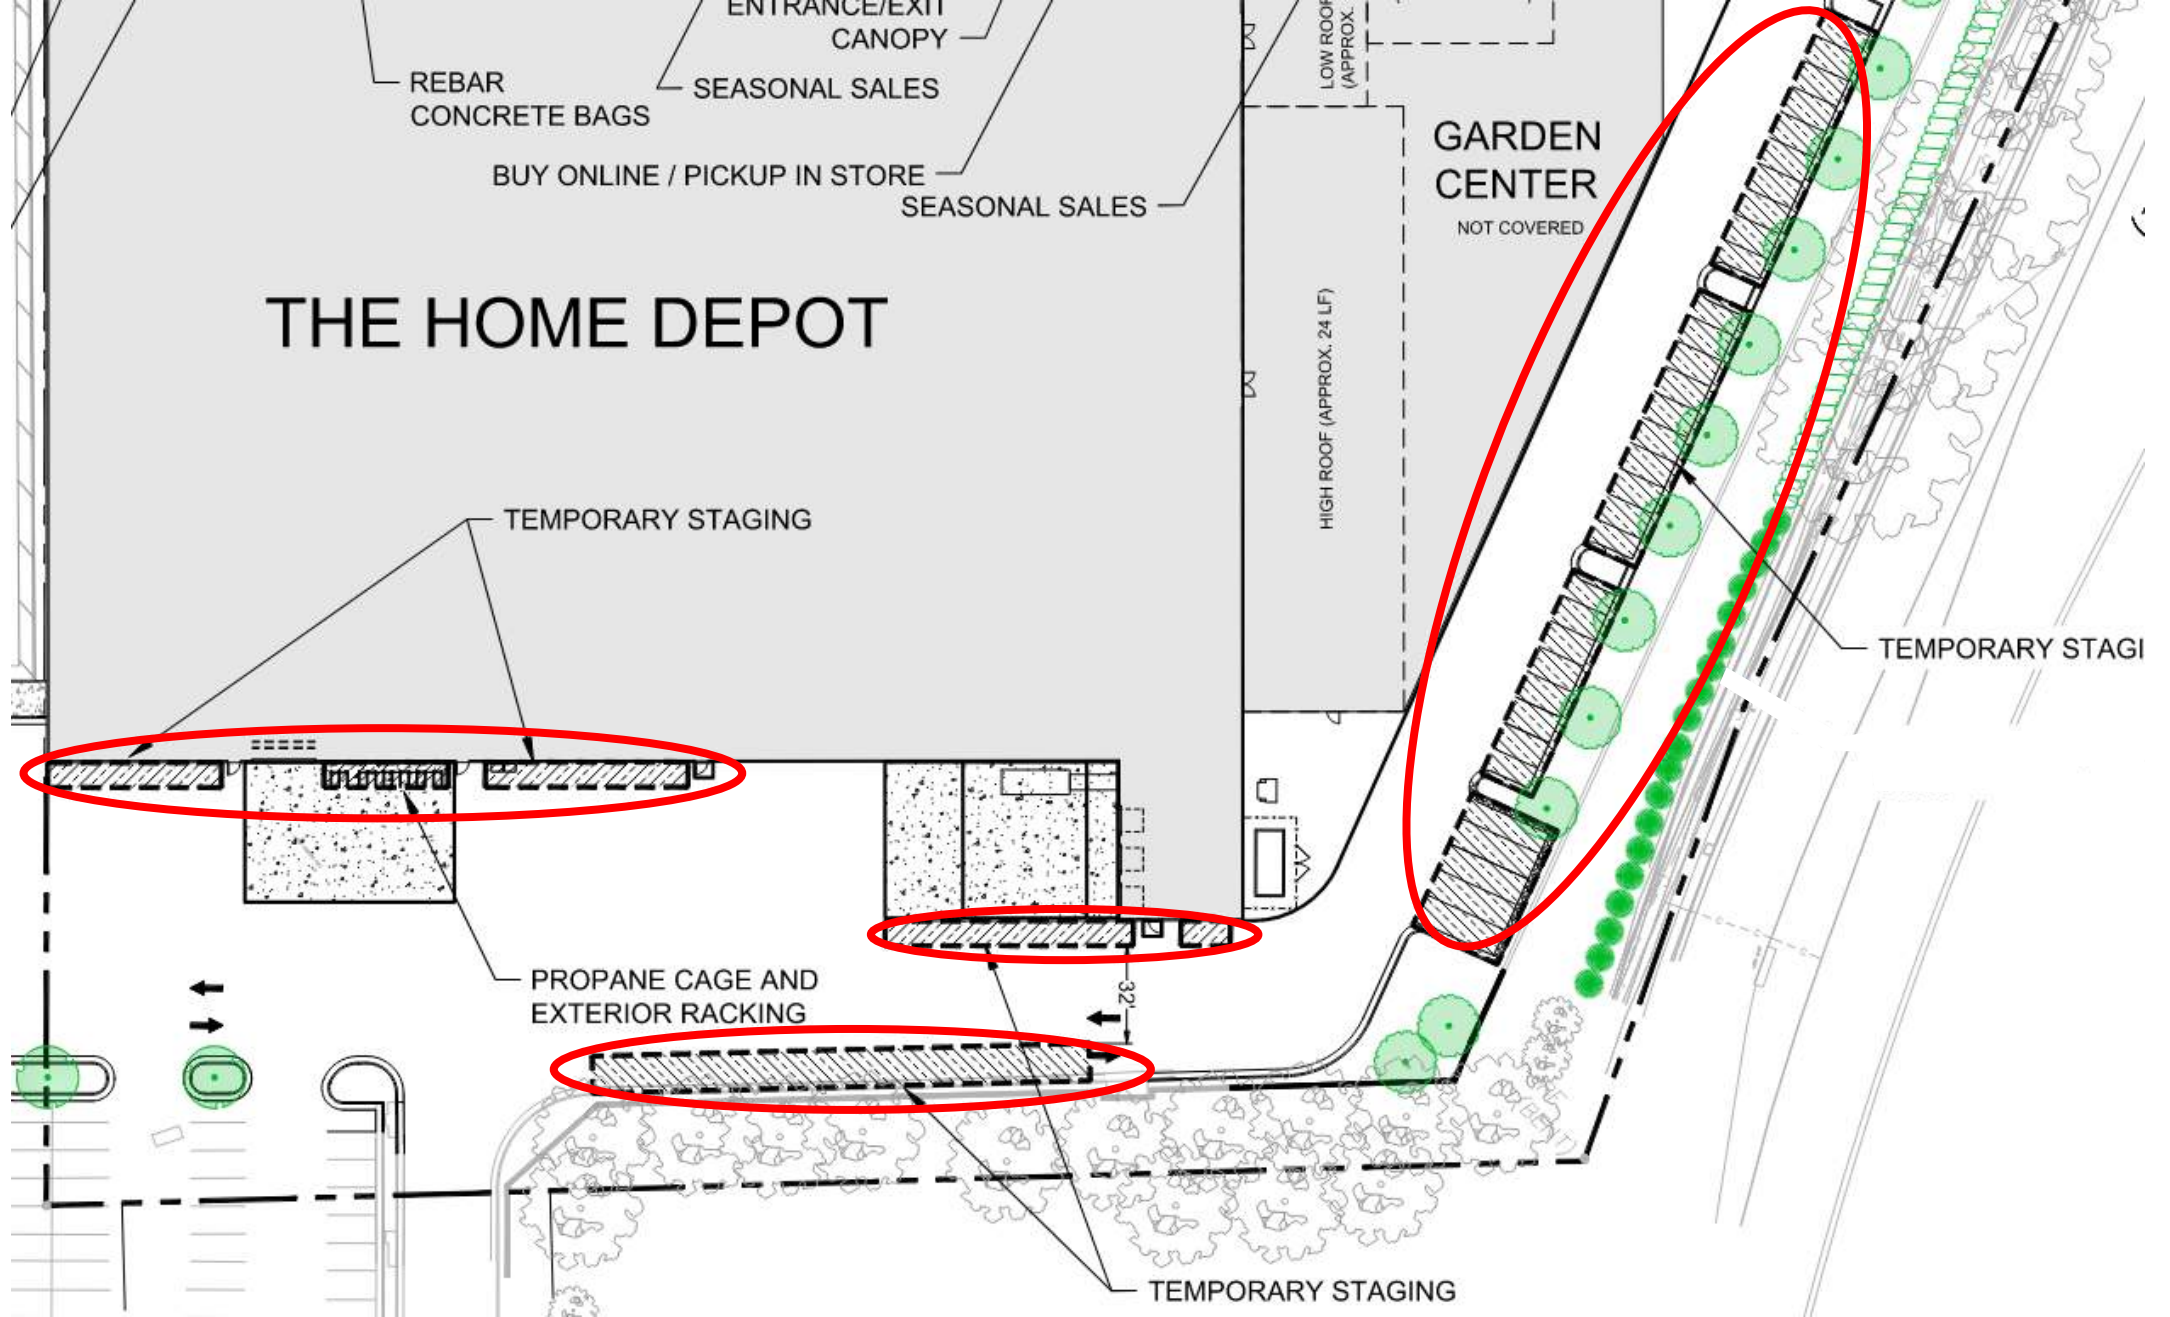 ENTRANCE/EXIT
CANOPY
REBAR
CONCRETE BAGS
SEASONAL SALES
BUY ONLINE / PICKUP IN STORE
SEASONAL SALES
LOW ROOF
(APPROX.
GARDEN
CENTER
NOT COVERED
THE HOME DEPOT
HIGH ROOF (APPROX. 24 LF)
TEMPORARY STAGING
TEMPORARY STAGI
PROPANE CAGE AND
EXTERIOR RACKING
32'
TEMPORARY STAGING